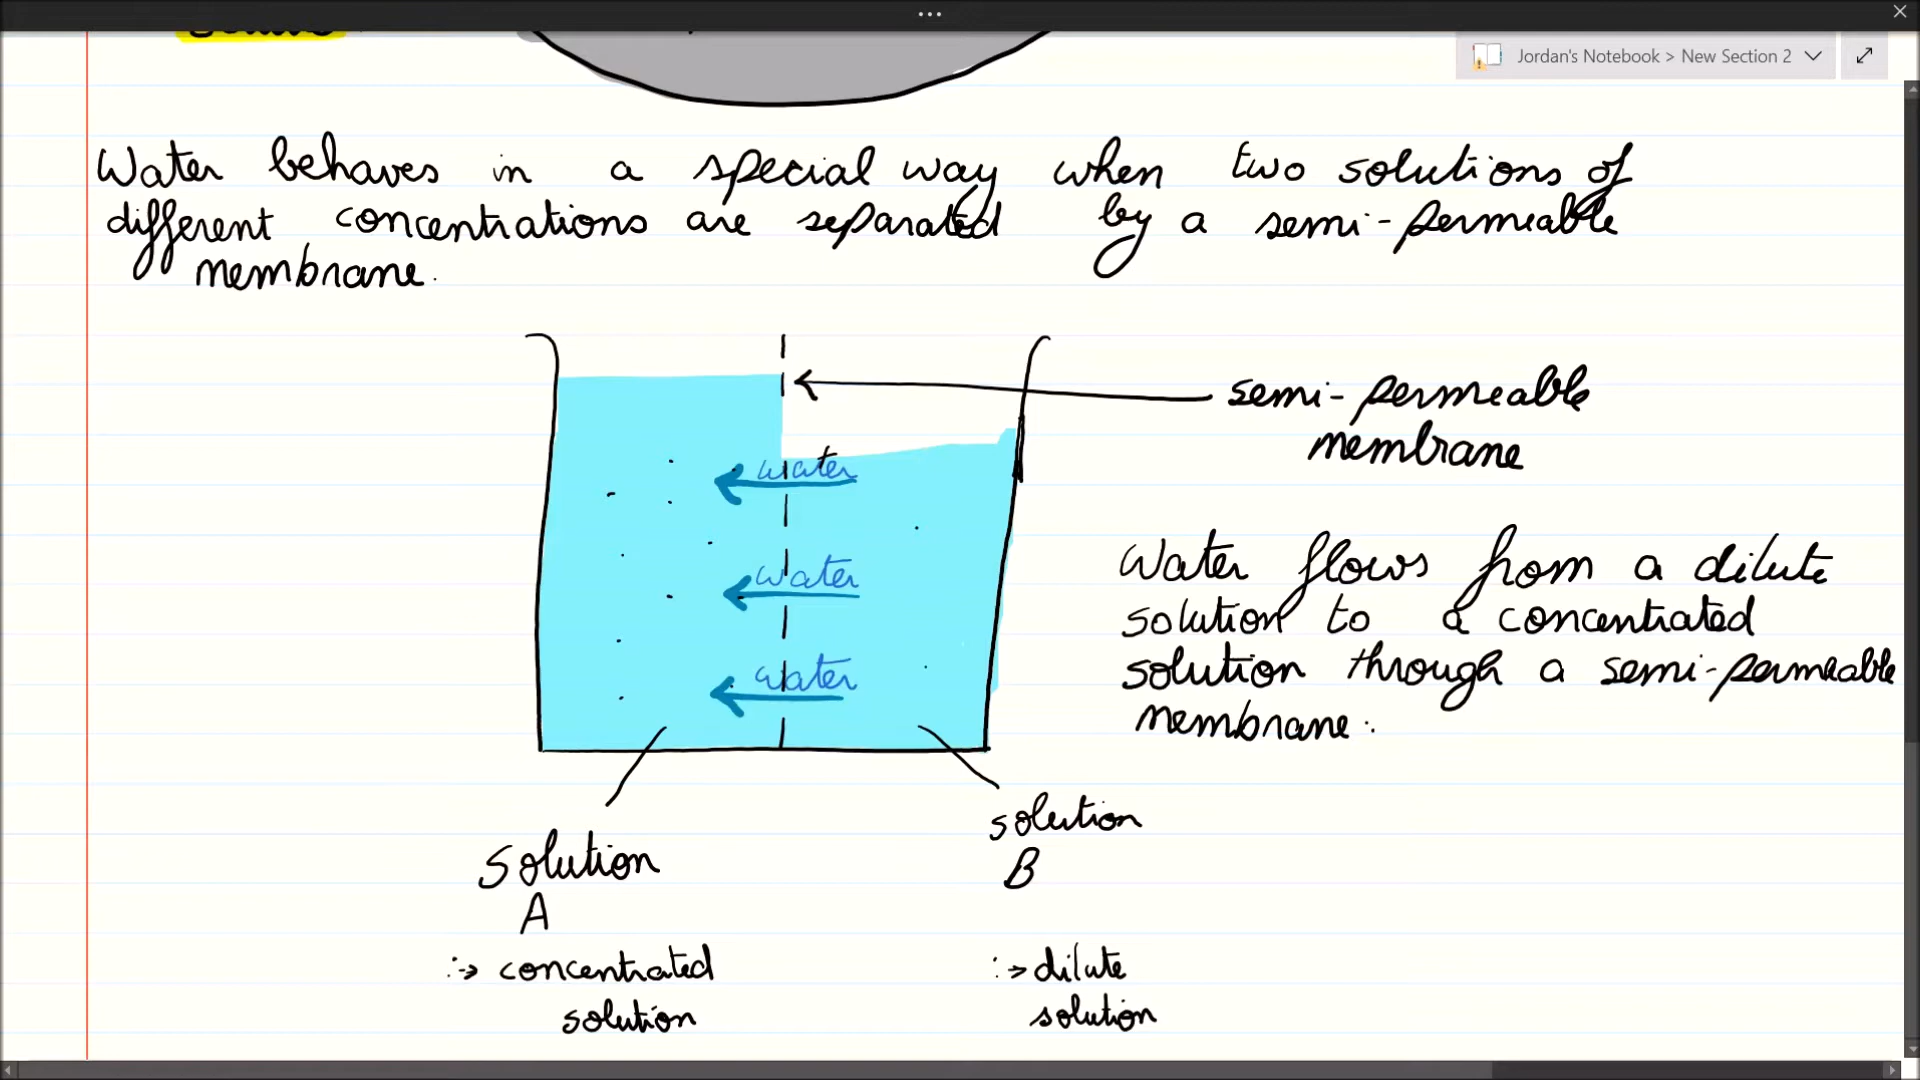 Jordan's Notebook > New Section 2
Water behaves in a special way when two solutions of
different concentrations are separated by a semi-permeable
membrane.
semi-permeable
membrane
water
water
water
Water flows from a dilute
solution to a concentrated
solution through a semi-permeable
membrane.
solution
B
Solution
A
concentrated
solution
dilute
solution